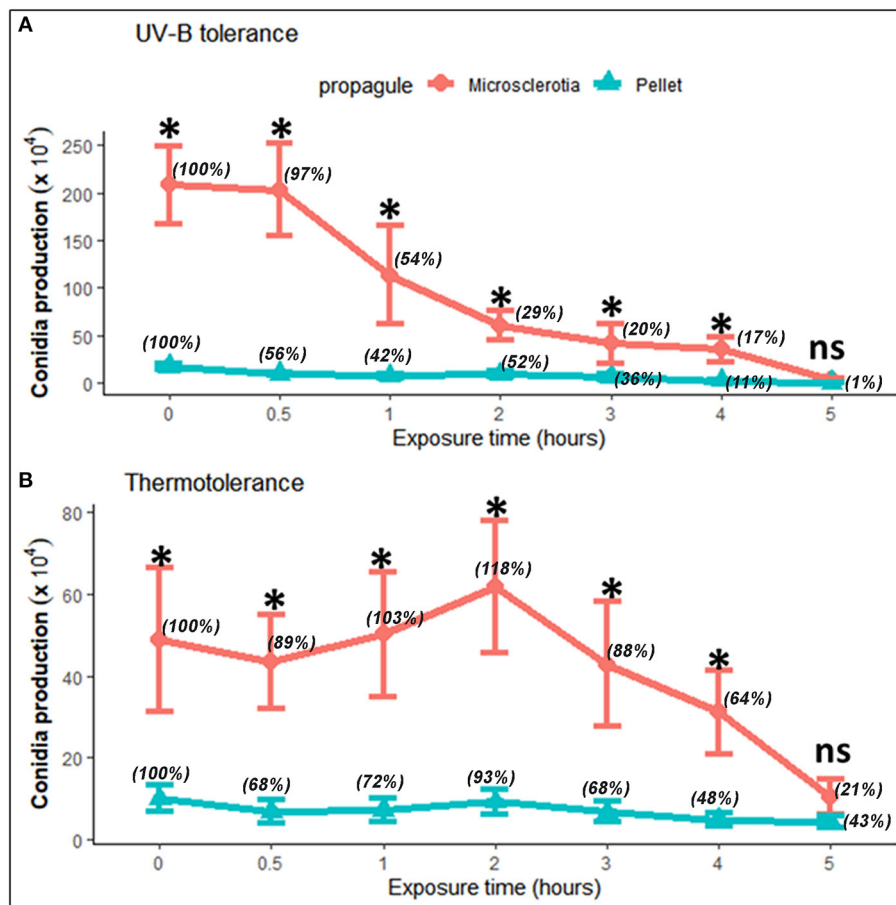 A
UV-B tolerance
propagule Microsclerotia Pellet
Conidia production (x 10⁴)
250
200
150
100
50
0
* * * * * * ns
(100%) (97%) (54%) (29%) (20%) (17%)
(100%) (56%) (42%) (52%) (36%) (11%) (1%)
0 0.5 1 2 3 4 5
Exposure time (hours)
B
Thermotolerance
Conidia production (x 10⁴)
80
60
40
20
0
* * * * * * ns
(100%) (89%) (103%) (118%) (88%) (64%) (21%)
(100%) (68%) (72%) (93%) (68%) (48%) (43%)
0 0.5 1 2 3 4 5
Exposure time (hours)